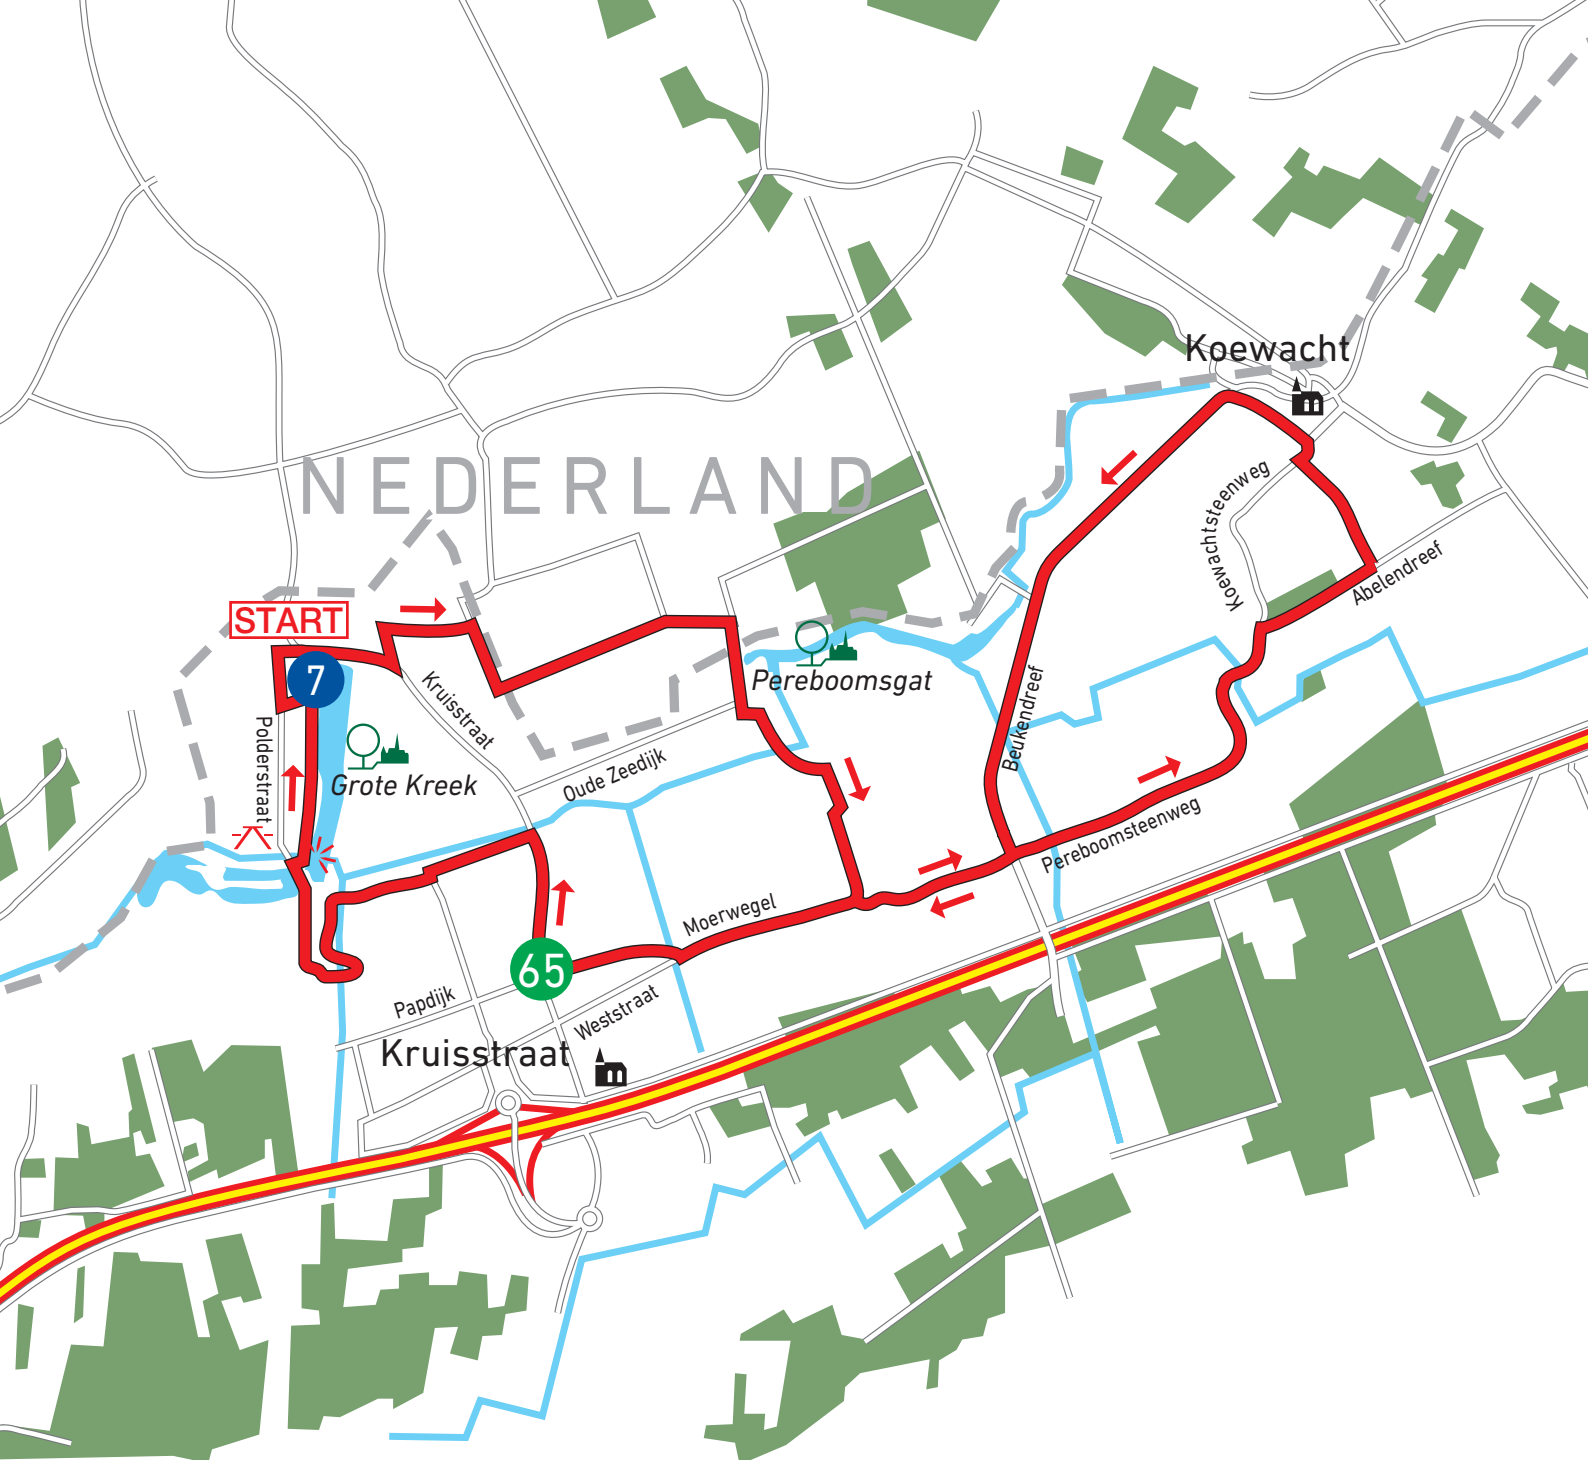 Koewacht
NEDERLAND
Koewachtsteenweg
Abelendreef
START
7
Kruisstraat
Pereboomsgat
Beukendreef
Polderstraat
Oude Zeedijk
Grote Kreek
Pereboomsteenweg
Moerwegel
65
Papdijk
Weststraat
Kruisstraat